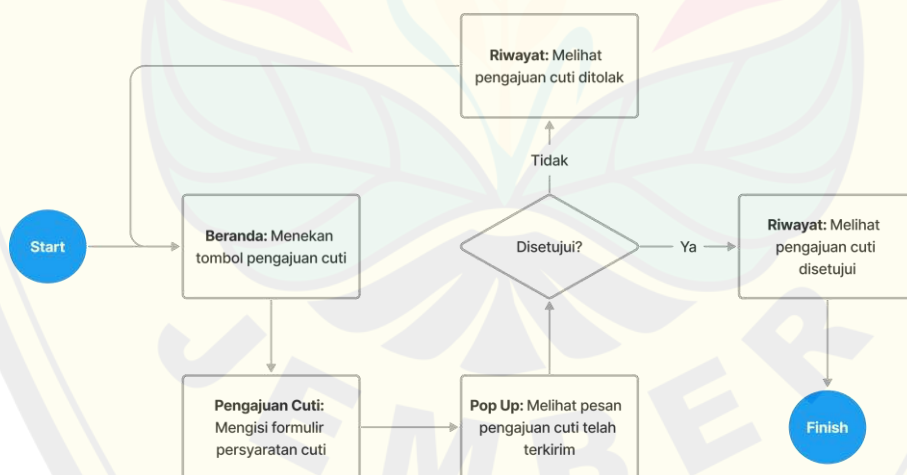 Riwayat: Melihat
pengajuan cuti ditolak
Tidak
Start
Beranda: Menekan
tombol pengajuan cuti
Disetujui?
Ya
Riwayat: Melihat
pengajuan cuti
disetujui
Pengajuan Cuti:
Mengisi formulir
persyaratan cuti
Pop Up: Melihat pesan
pengajuan cuti telah
terkirim
Finish
JEMBER